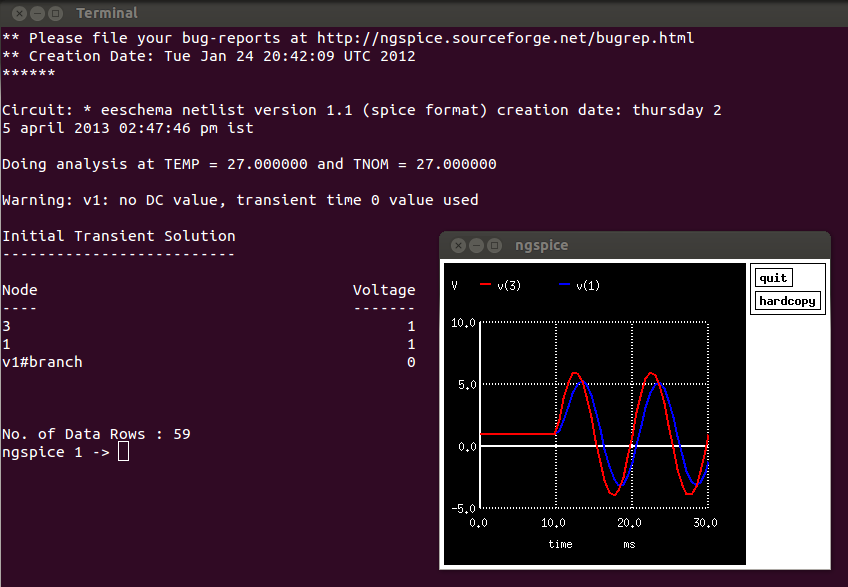 Terminal
** Please file your bug-reports at http://ngspice.sourceforge.net/bugrep.html
** Creation Date: Tue Jan 24 20:42:09 UTC 2012
******
Circuit: * eeschema netlist version 1.1 (spice format) creation date: thursday 2
5 april 2013 02:47:46 pm ist
Doing analysis at TEMP = 27.000000 and TNOM = 27.000000
Warning: v1: no DC value, transient time 0 value used
Initial Transient Solution
--------------------------
Node Voltage
---- -------
3 1
1 1
v1#branch 0
No. of Data Rows : 59
ngspice 1 ->
ngspice
V v(3) v(1)
quit
hardcopy
10.0
5.0
0.0
-5.0
0.0 10.0 20.0 30.0
time ms